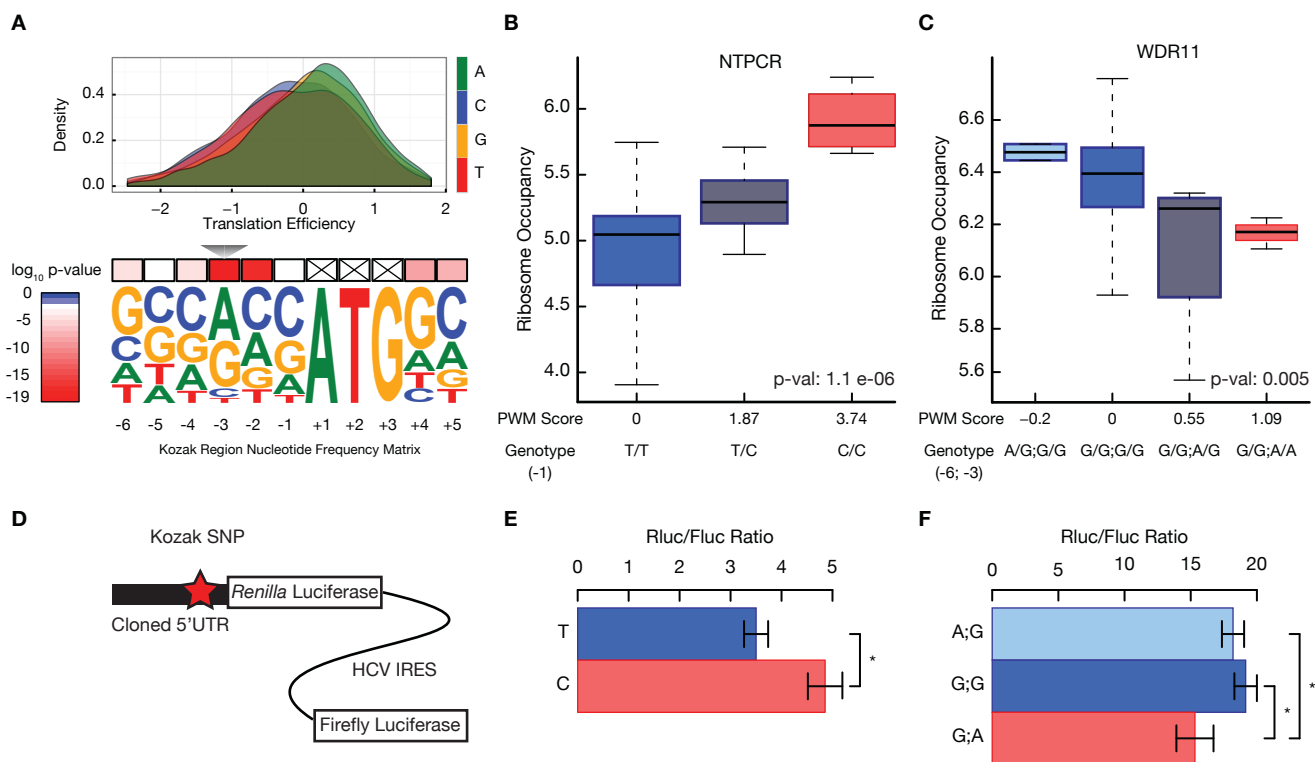 A
Density
0.4
0.2
0.0
−2 −1 0 1 2
Translation Efficiency
A
C
G
T
log10 p-value
0
-5
-10
-15
-19
G C C A C C A T G G C
C G G G A G A A
A T A C G A T G
T A T T T T C T
-6 -5 -4 -3 -2 -1 +1 +2 +3 +4 +5
Kozak Region Nucleotide Frequency Matrix
B
NTPCR
Ribosome Occupancy
6.0
5.5
5.0
4.5
4.0
p-val: 1.1 e-06
PWM Score 0 1.87 3.74
Genotype T/T T/C C/C
(-1)
C
WDR11
Ribosome Occupancy
6.6
6.4
6.2
6.0
5.8
5.6
p-val: 0.005
PWM Score −0.2 0 0.55 1.09
Genotype A/G;G/G G/G;G/G G/G;A/G G/G;A/A
(-6; -3)
D
Kozak SNP
Renilla Luciferase
Cloned 5'UTR
HCV IRES
Firefly Luciferase
E
Rluc/Fluc Ratio
0 1 2 3 4 5
T
C
*
F
Rluc/Fluc Ratio
0 5 10 15 20
A;G
G;G
G;A
*
*